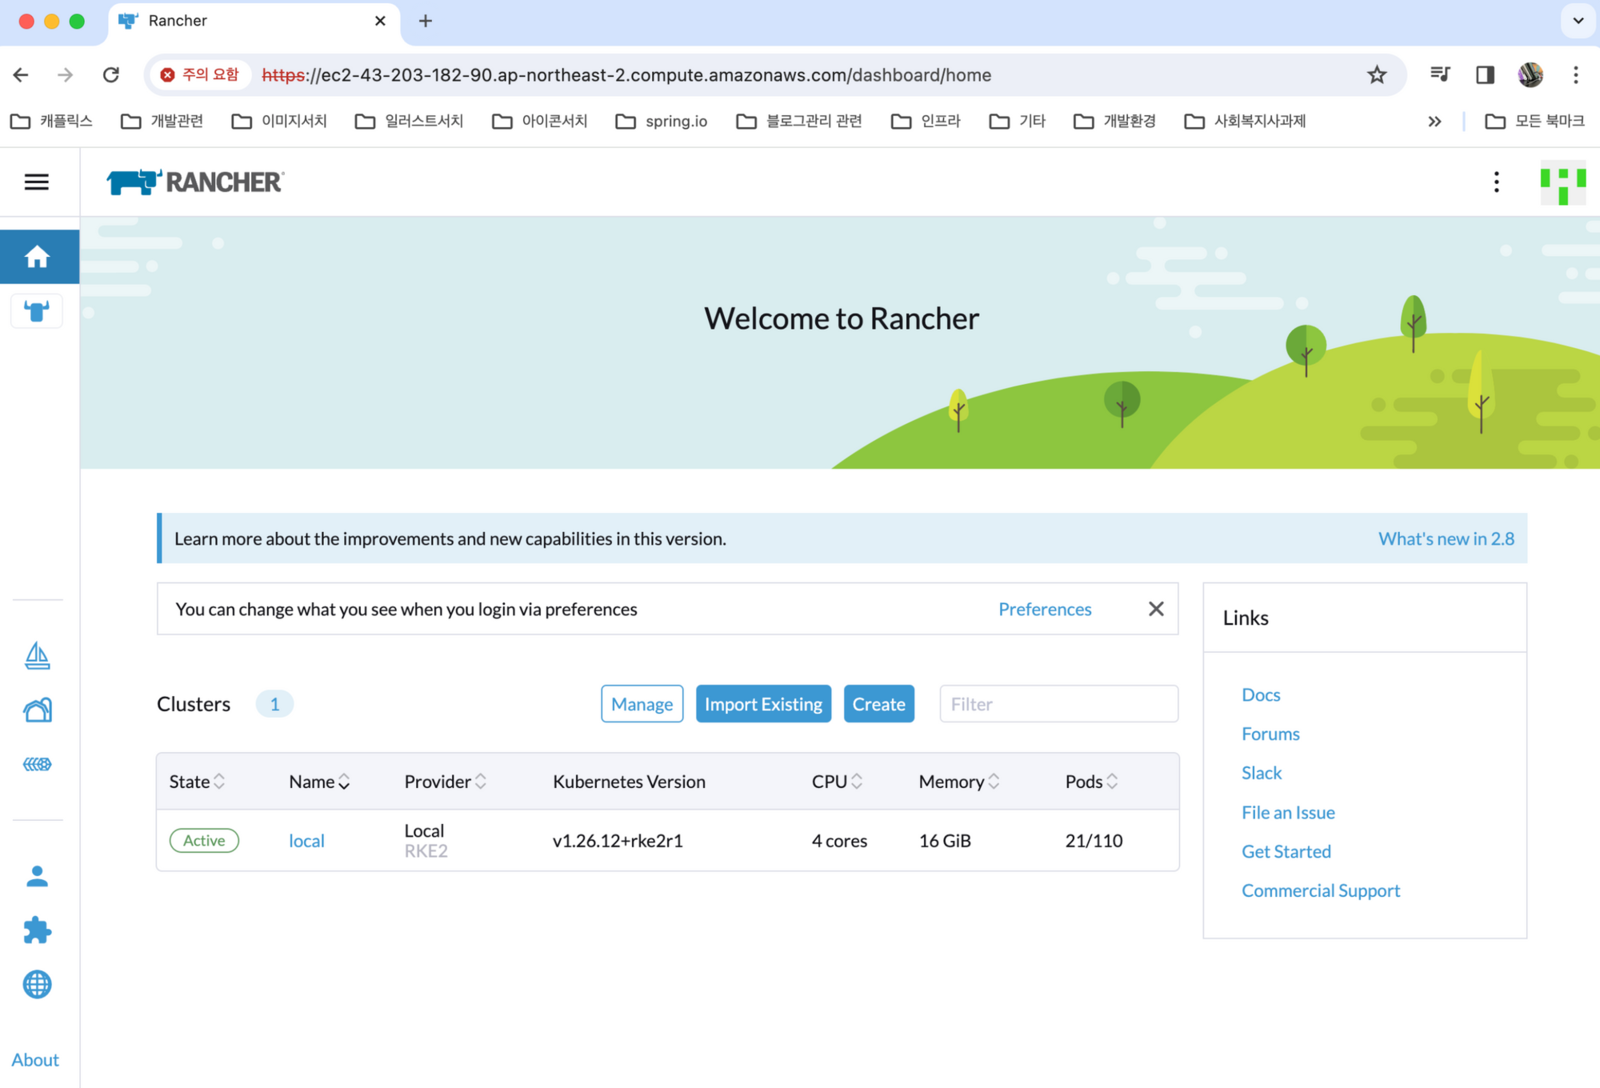 Rancher
주의 요함 https://ec2-43-203-182-90.ap-northeast-2.compute.amazonaws.com/dashboard/home
캐플릭스 개발관련 이미지서치 일러스트서치 아이콘서치 spring.io 블로그관리 관련 인프라 기타 개발환경 사회복지사과제 모든 북마크
RANCHER
Welcome to Rancher
Learn more about the improvements and new capabilities in this version. What's new in 2.8
You can change what you see when you login via preferences Preferences
Links
Docs
Forums
Slack
File an Issue
Get Started
Commercial Support
Clusters 1 Manage Import Existing Create Filter
State Name Provider Kubernetes Version CPU Memory Pods
Active local Local v1.26.12+rke2r1 4 cores 16 GiB 21/110
RKE2
About